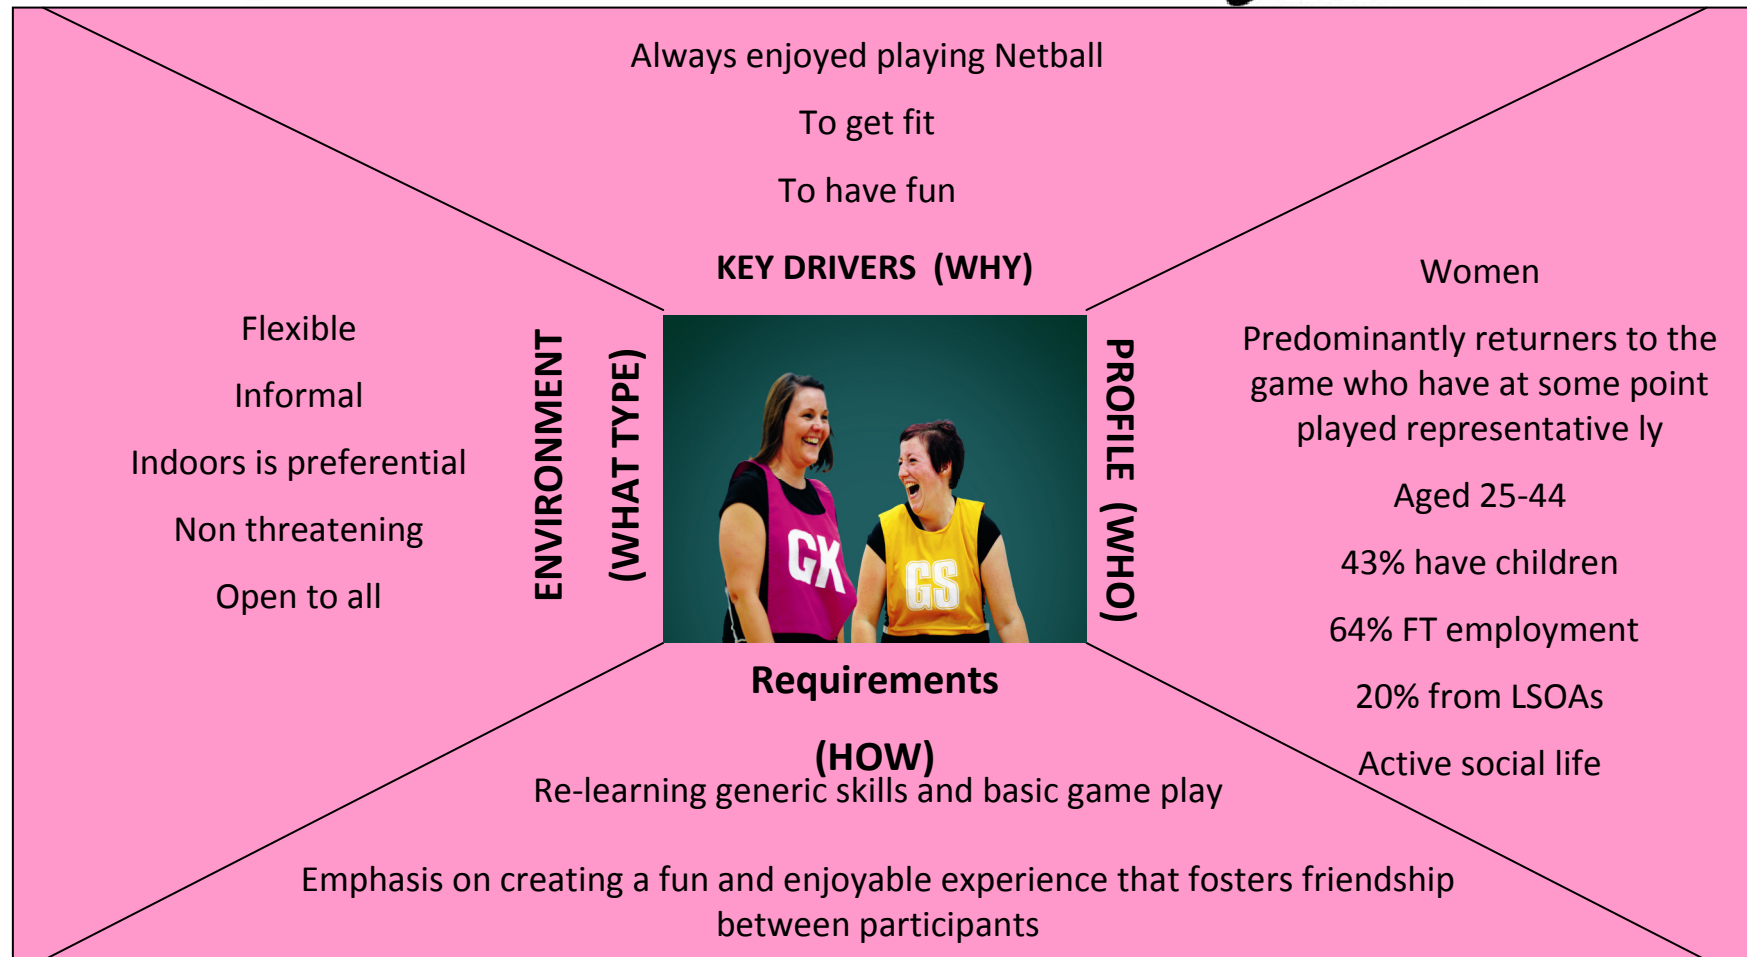 Always enjoyed playing Netball
To get fit
To have fun
KEY DRIVERS (WHY)
Flexible
Informal
Indoors is preferential
Non threatening
Open to all
ENVIRONMENT
(WHAT TYPE)
GK
GS
PROFILE (WHO)
Women
Predominantly returners to the
game who have at some point
played representative ly
Aged 25-44
43% have children
64% FT employment
20% from LSOAs
Active social life
Requirements
(HOW)
Re-learning generic skills and basic game play
Emphasis on creating a fun and enjoyable experience that fosters friendship
between participants